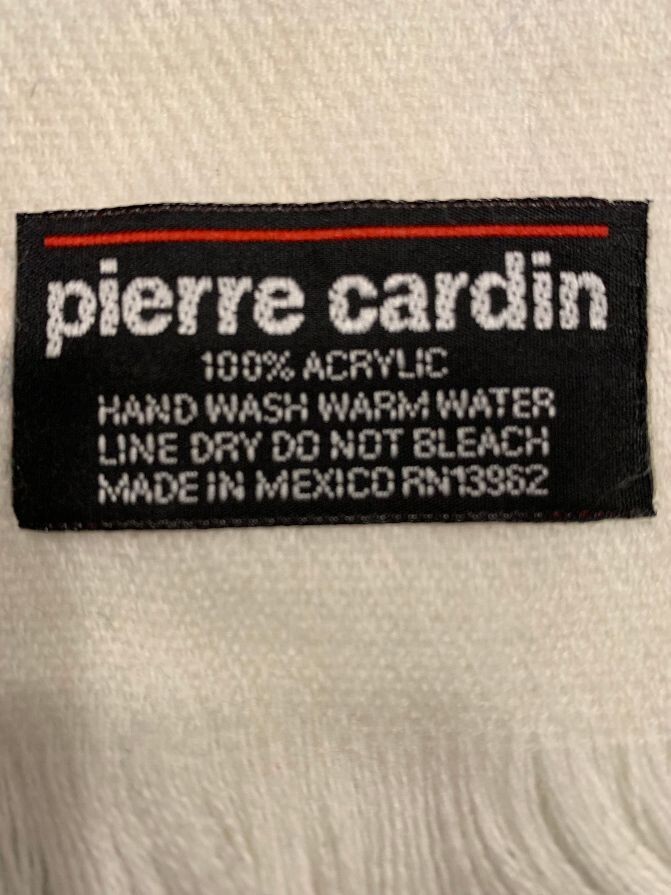 pierre cardin
100% ACRYLIC
HAND WASH WARM WATER
LINE DRY DO NOT BLEACH
MADE IN MEXICO RN13962